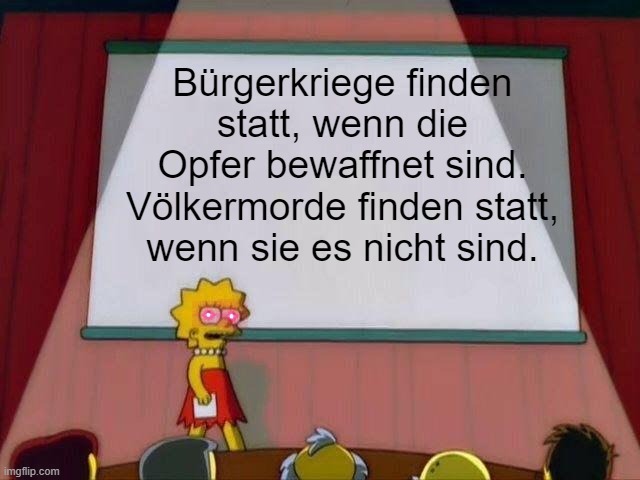 Bürgerkriege finden
statt, wenn die
Opfer bewaffnet sind.
Völkermorde finden statt,
wenn sie es nicht sind.
imgflip.com